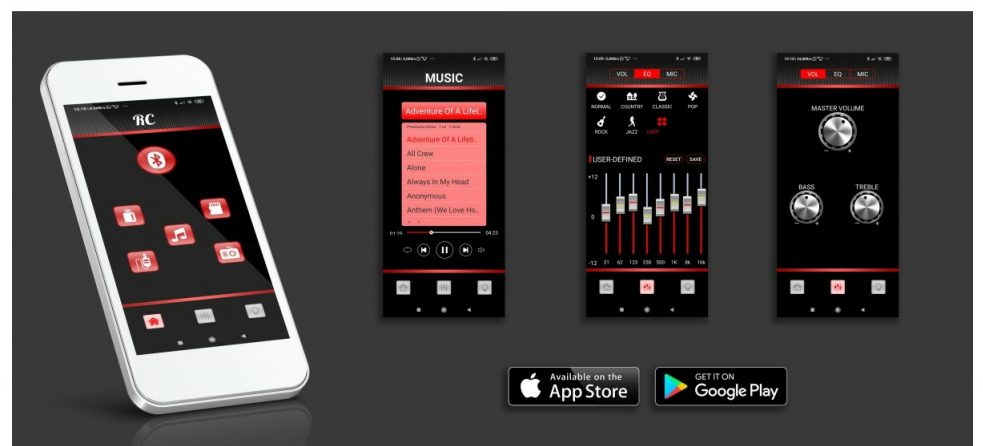 RC
MUSIC
Adventure Of A Lifet..
Adventure Of A Lifeti..
All Crew
Alone
Always In My Head
Anonymous
Anthem (We Love Ho..
04:23
VOL EQ MIC
NORMAL COUNTRY CLASSIC POP
ROCK JAZZ USER
USER-DEFINED RESET SAVE
+12
0
-12 31 62 125 250 500 1K 8k 16k
VOL EQ MIC
MASTER VOLUME
- +
BASS TREBLE
- + - +
Available on the
App Store
GET IT ON
Google Play